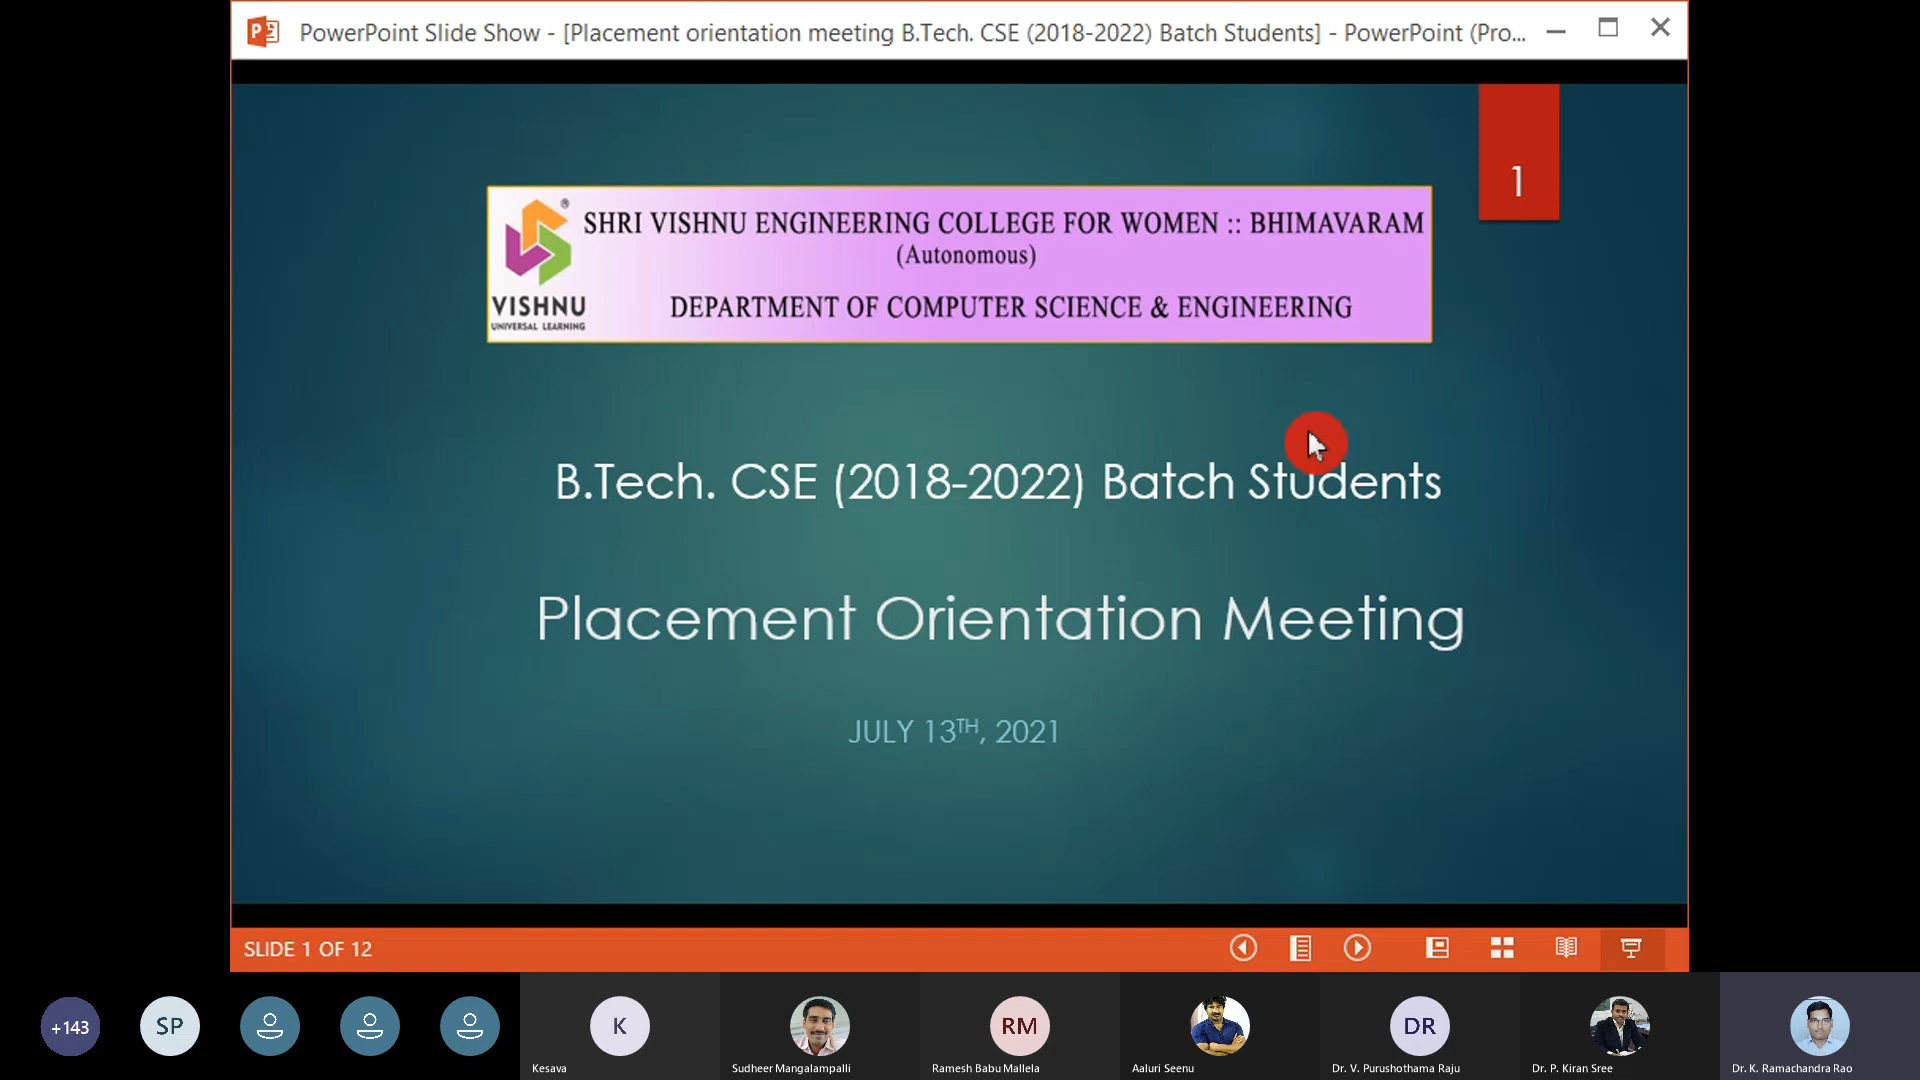 PowerPoint Slide Show - [Placement orientation meeting B.Tech. CSE (2018-2022) Batch Students] - PowerPoint (Pro...
1
SHRI VISHNU ENGINEERING COLLEGE FOR WOMEN :: BHIMAVARAM
(Autonomous)
DEPARTMENT OF COMPUTER SCIENCE & ENGINEERING
®
VISHNU
UNIVERSAL LEARNING
B.Tech. CSE (2018-2022) Batch Students
Placement Orientation Meeting
JULY 13TH, 2021
SLIDE 1 OF 12
+143
SP
K
RM
DR
Kesava
Sudheer Mangalampalli
Ramesh Babu Mallela
Aaluri Seenu
Dr. V. Purushothama Raju
Dr. P. Kiran Sree
Dr. K. Ramachandra Rao